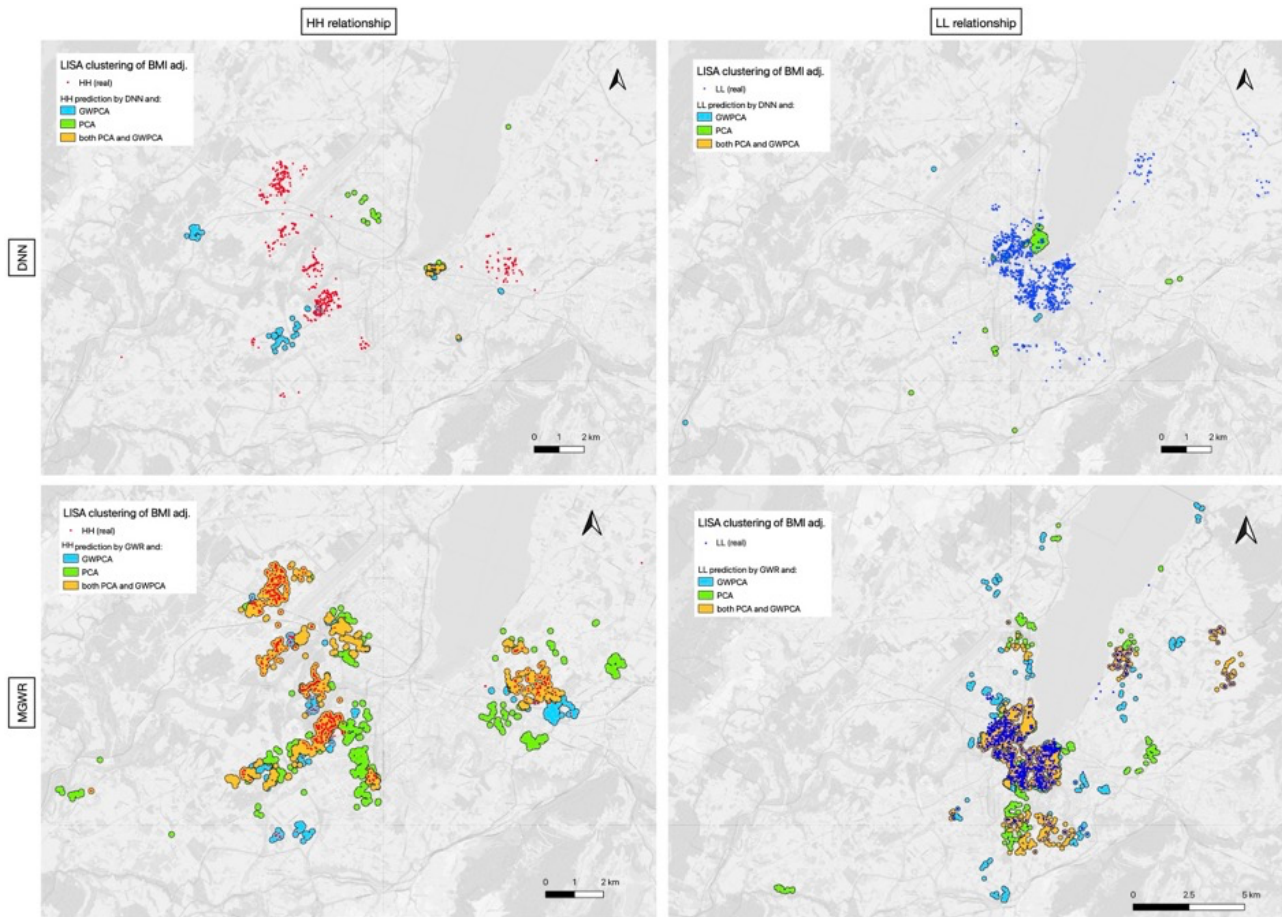 HH relationship
LL relationship
DNN
LISA clustering of BMI adj.
HH (real)
HH prediction by DNN and:
GWPCA
PCA
both PCA and GWPCA
0 1 2 km
LISA clustering of BMI adj.
LL (real)
LL prediction by DNN and:
GWPCA
PCA
both PCA and GWPCA
0 1 2 km
MGWR
LISA clustering of BMI adj.
HH (real)
HH prediction by GWR and:
GWPCA
PCA
both PCA and GWPCA
0 1 2 km
LISA clustering of BMI adj.
LL (real)
LL prediction by GWR and:
GWPCA
PCA
both PCA and GWPCA
0 2.5 5 km